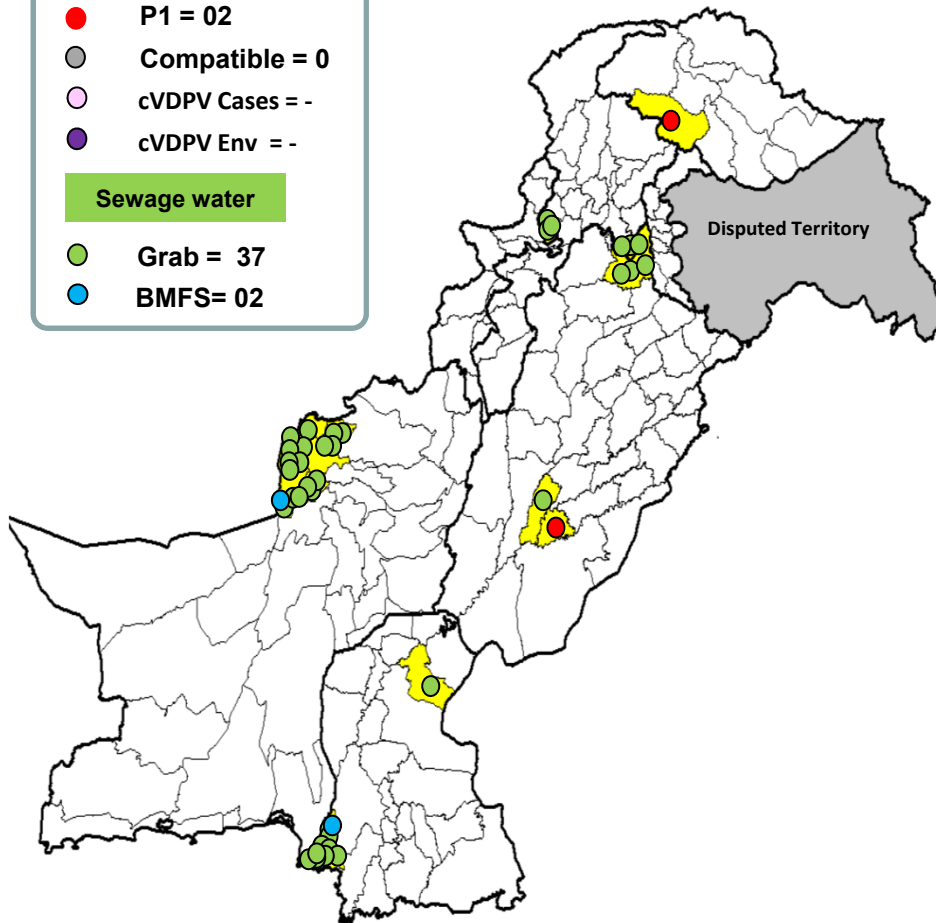 P1 = 02
Compatible = 0
cVDPV Cases = -
cVDPV Env = -
Sewage water
Grab = 37
BMFS= 02
Disputed Territory